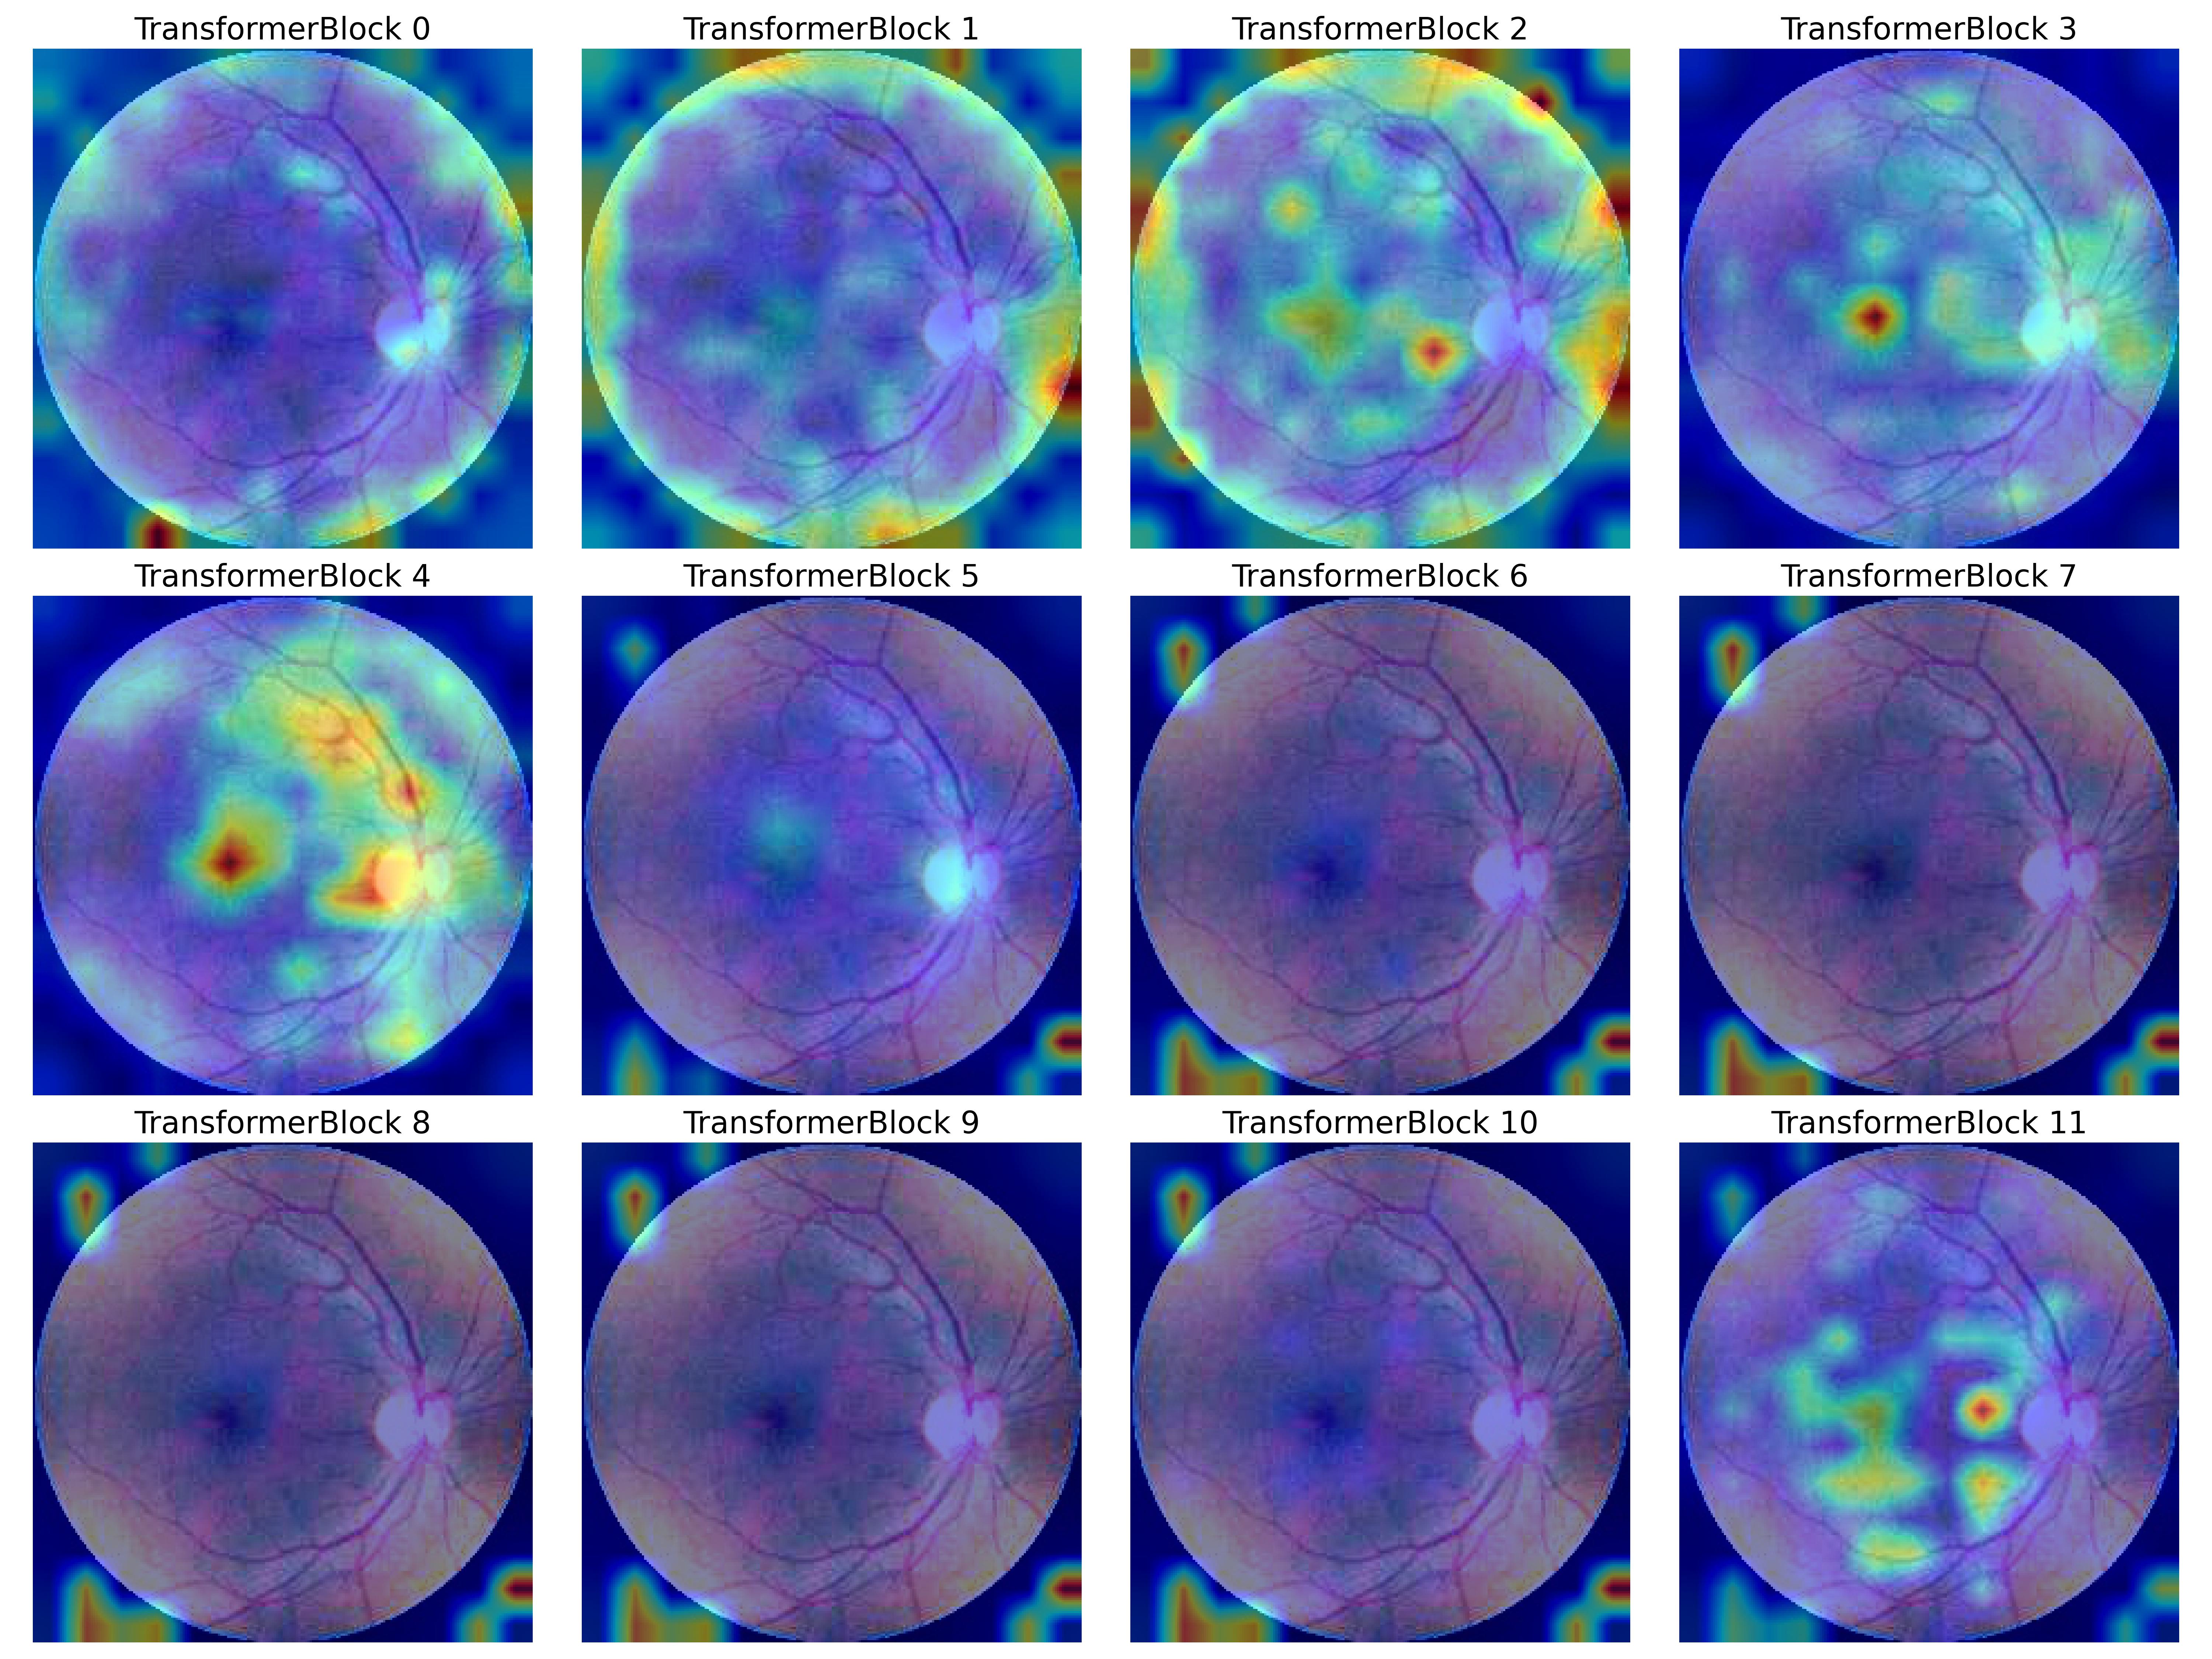 TransformerBlock 0
TransformerBlock 1
TransformerBlock 2
TransformerBlock 3
TransformerBlock 4
TransformerBlock 5
TransformerBlock 6
TransformerBlock 7
TransformerBlock 8
TransformerBlock 9
TransformerBlock 10
TransformerBlock 11